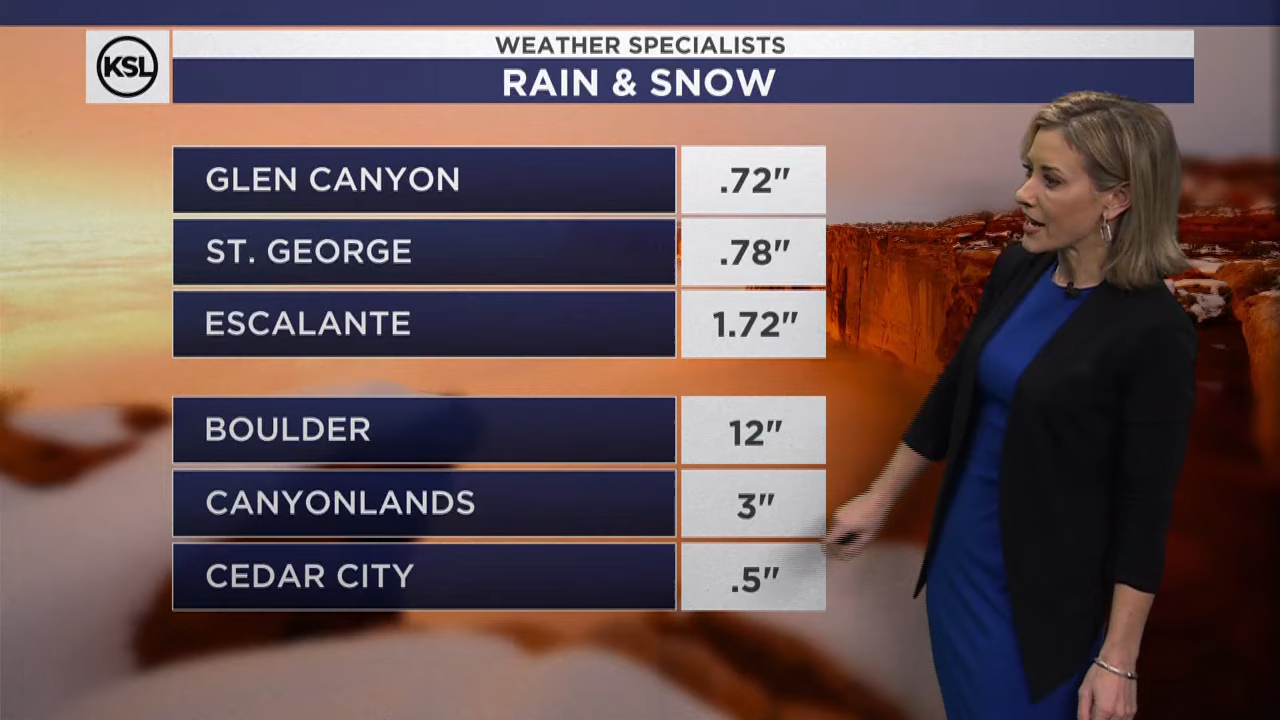 KSL
WEATHER SPECIALISTS
RAIN & SNOW
GLEN CANYON .72"
ST. GEORGE .78"
ESCALANTE 1.72"
BOULDER 12"
CANYONLANDS 3"
CEDAR CITY .5"